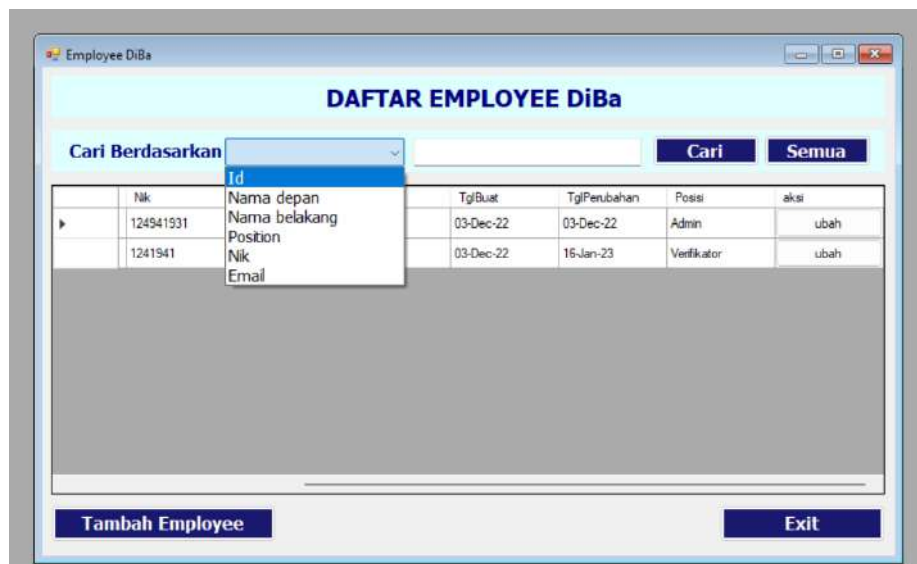 Employee DiBa
DAFTAR EMPLOYEE DiBa
Cari Berdasarkan
Cari
Semua
Id
Nama depan
Nama belakang
Position
Nik
Email
Nik TglBuat TglPerubahan Posisi aksi
124941931 03-Dec-22 03-Dec-22 Admin ubah
1241941 03-Dec-22 16-Jan-23 Verifikator ubah
Tambah Employee
Exit